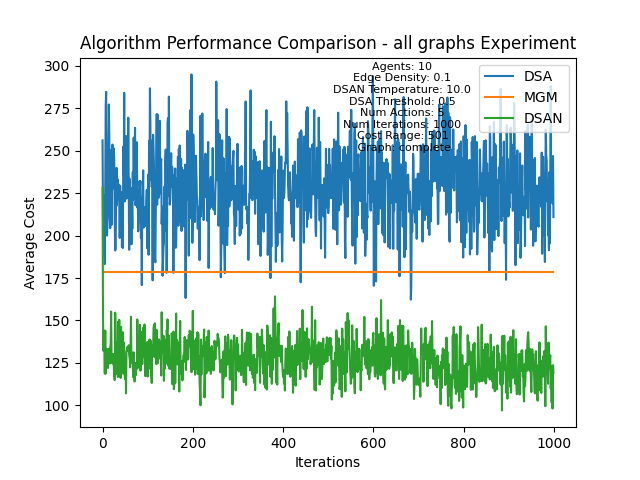 Algorithm Performance Comparison - all graphs Experiment
Agents: 10
Edge Density: 0.1
DSAN Temperature: 10.0
DSA Threshold: 0.5
Num Actions: 5
Num Iterations: 1000
Cost Range: 501
Graph: complete
DSA
MGM
DSAN
Average Cost
300
275
250
225
200
175
150
125
100
0
200
400
600
800
1000
Iterations